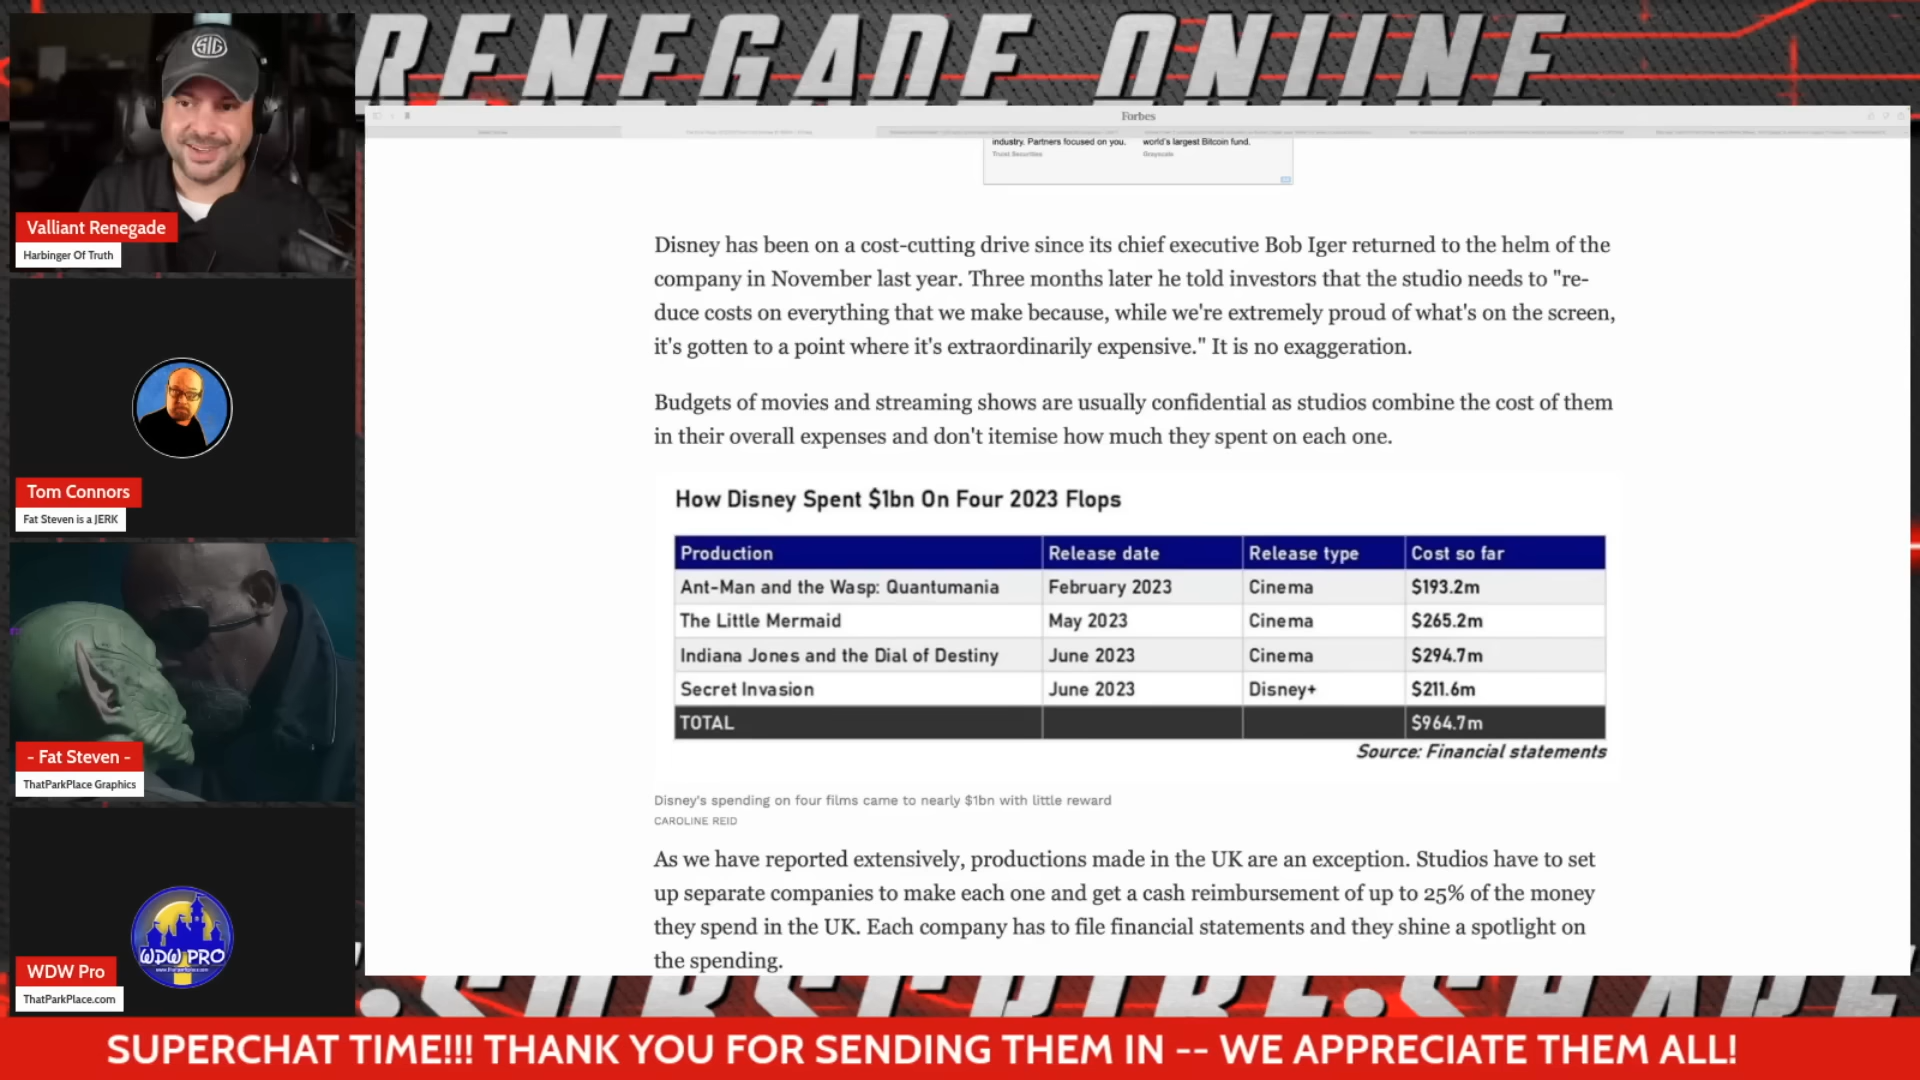 RENEGADE ONLINE
SIG
Valliant Renegade
Harbinger Of Truth
Tom Connors
Fat Steven is a JERK
- Fat Steven -
ThatParkPlace Graphics
WDW PRO
WDW Pro
ThatParkPlace.com
Forbes
industry. Partners focused on you.
Truist Securities
world's largest Bitcoin fund.
Grayscale
Disney has been on a cost-cutting drive since its chief executive Bob Iger returned to the helm of the
company in November last year. Three months later he told investors that the studio needs to "re-
duce costs on everything that we make because, while we're extremely proud of what's on the screen,
it's gotten to a point where it's extraordinarily expensive." It is no exaggeration.
Budgets of movies and streaming shows are usually confidential as studios combine the cost of them
in their overall expenses and don't itemise how much they spent on each one.
How Disney Spent $1bn On Four 2023 Flops
Production Release date Release type Cost so far
Ant-Man and the Wasp: Quantumania February 2023 Cinema $193.2m
The Little Mermaid May 2023 Cinema $265.2m
Indiana Jones and the Dial of Destiny June 2023 Cinema $294.7m
Secret Invasion June 2023 Disney+ $211.6m
TOTAL $964.7m
Source: Financial statements
Disney's spending on four films came to nearly $1bn with little reward
CAROLINE REID
As we have reported extensively, productions made in the UK are an exception. Studios have to set
up separate companies to make each one and get a cash reimbursement of up to 25% of the money
they spend in the UK. Each company has to file financial statements and they shine a spotlight on
the spending.
SUPERCHAT TIME!!! THANK YOU FOR SENDING THEM IN -- WE APPRECIATE THEM ALL!